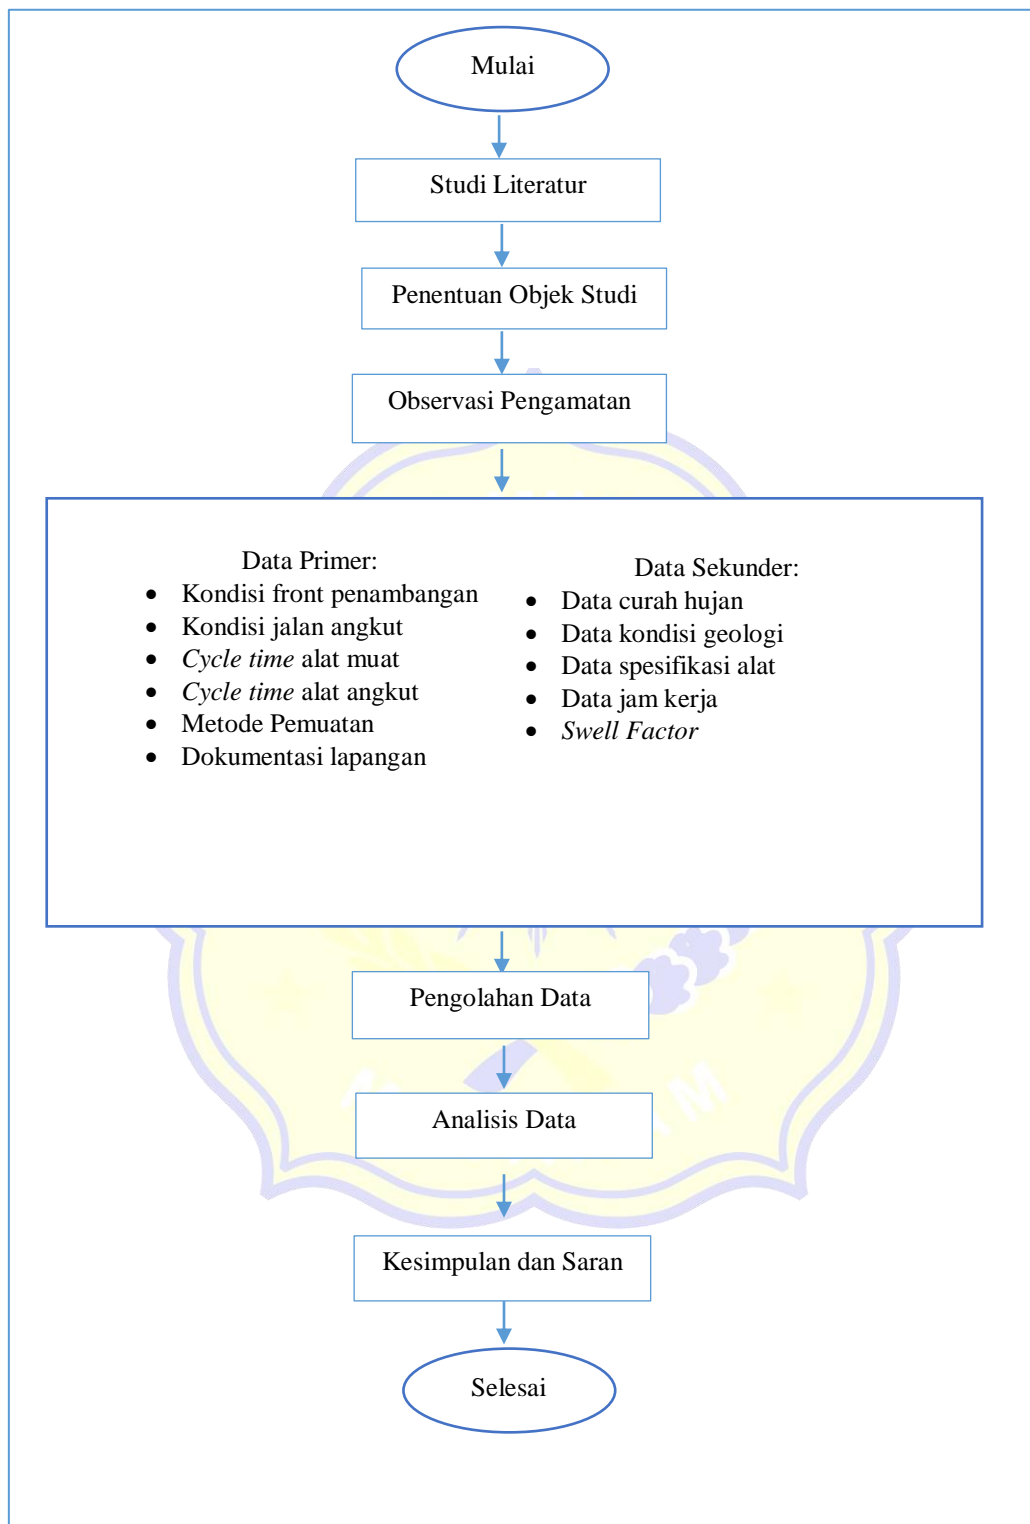 Mulai
Studi Literatur
Penentuan Objek Studi
Observasi Pengamatan
Data Primer:
• Kondisi front penambangan
• Kondisi jalan angkut
• Cycle time alat muat
• Cycle time alat angkut
• Metode Pemuatan
• Dokumentasi lapangan
Data Sekunder:
• Data curah hujan
• Data kondisi geologi
• Data spesifikasi alat
• Data jam kerja
• Swell Factor
Pengolahan Data
Analisis Data
Kesimpulan dan Saran
Selesai